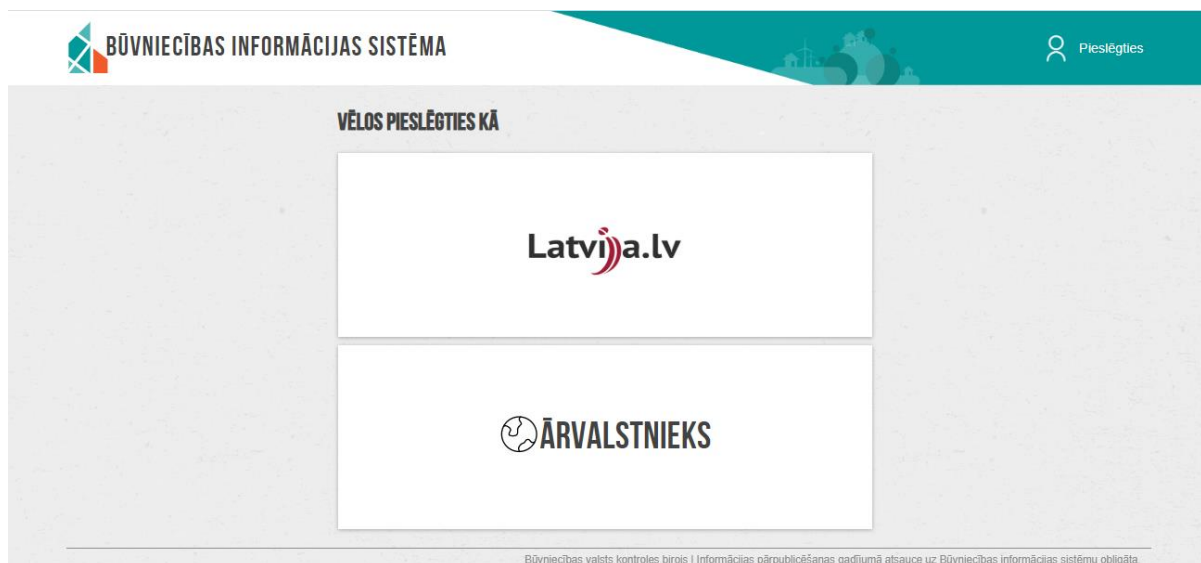 BŪVNIECĪBAS INFORMĀCIJAS SISTĒMA
Pieslēgties
VĒLOS PIESLĒGTIES KĀ
Latvija.lv
ĀRVALSTNIEKS
Būvniecības valsts kontroles birojs | Informācijas pārpublicēšanas gadījumā atsauce uz Būvniecības informācijas sistēmu obligāta.